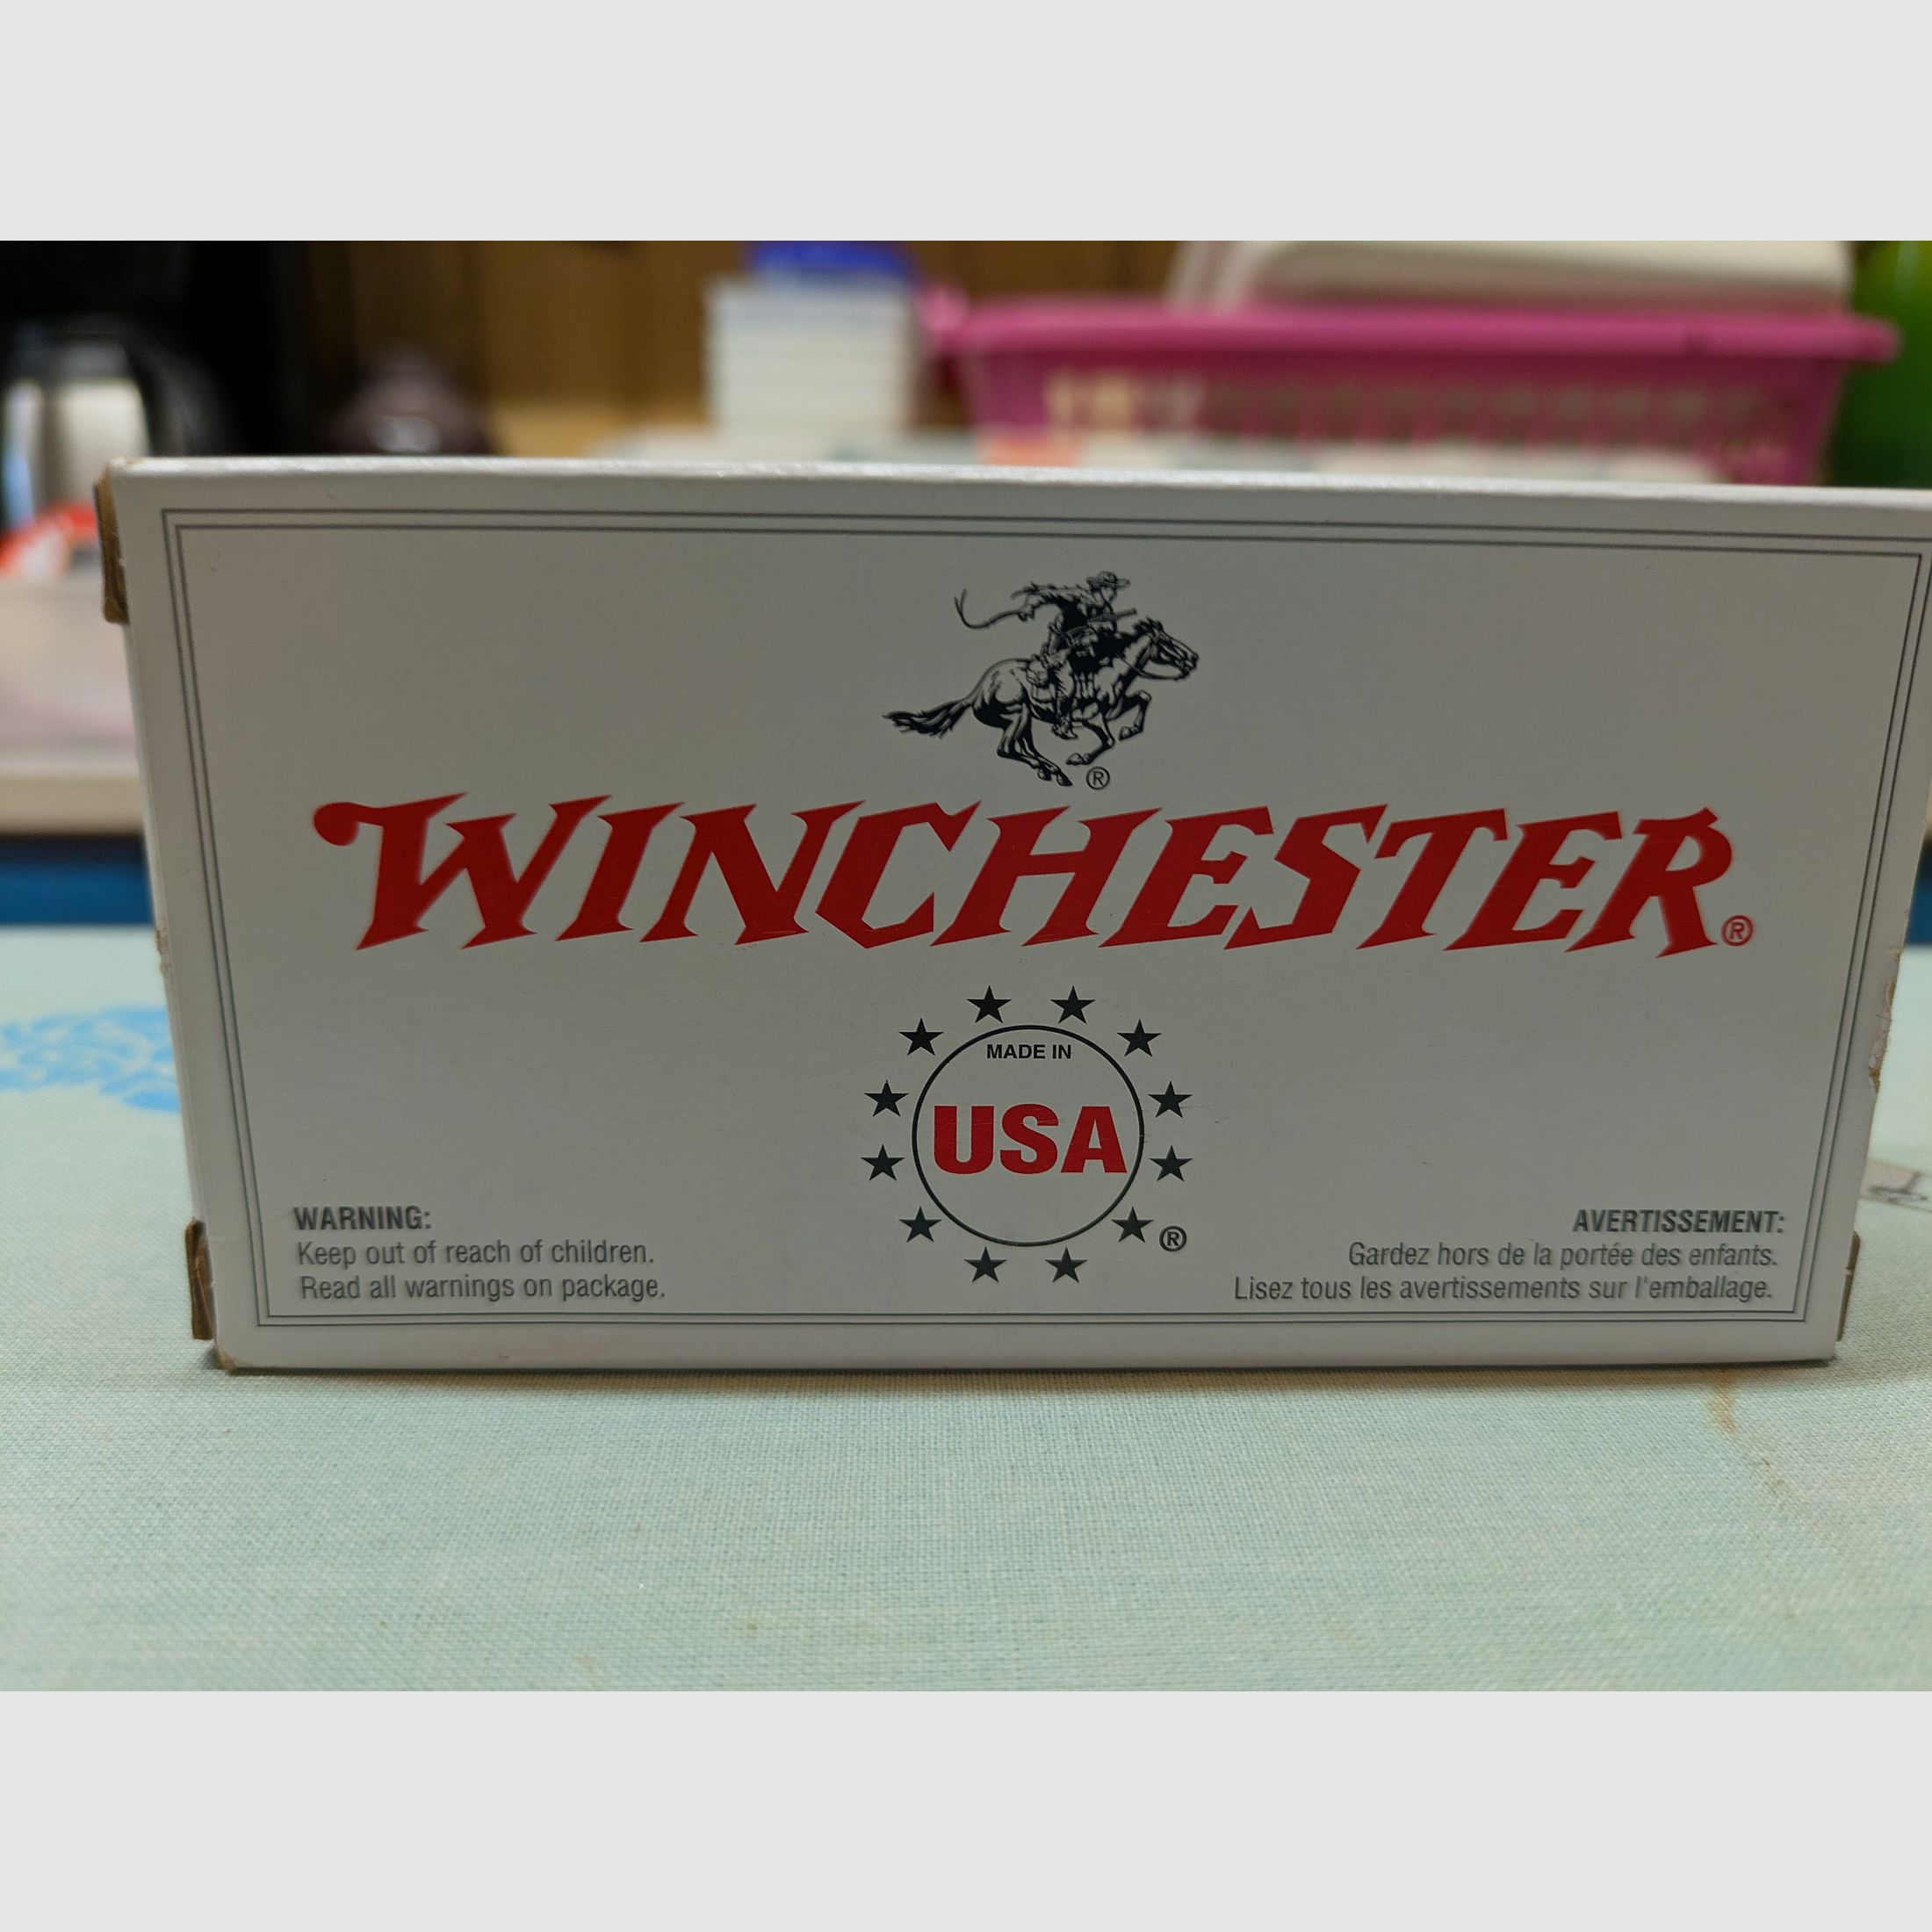 ®
WINCHESTER®
MADE IN
USA
®
WARNING:
Keep out of reach of children.
Read all warnings on package.
AVERTISSEMENT:
Gardez hors de la portée des enfants.
Lisez tous les avertissements sur l'emballage.